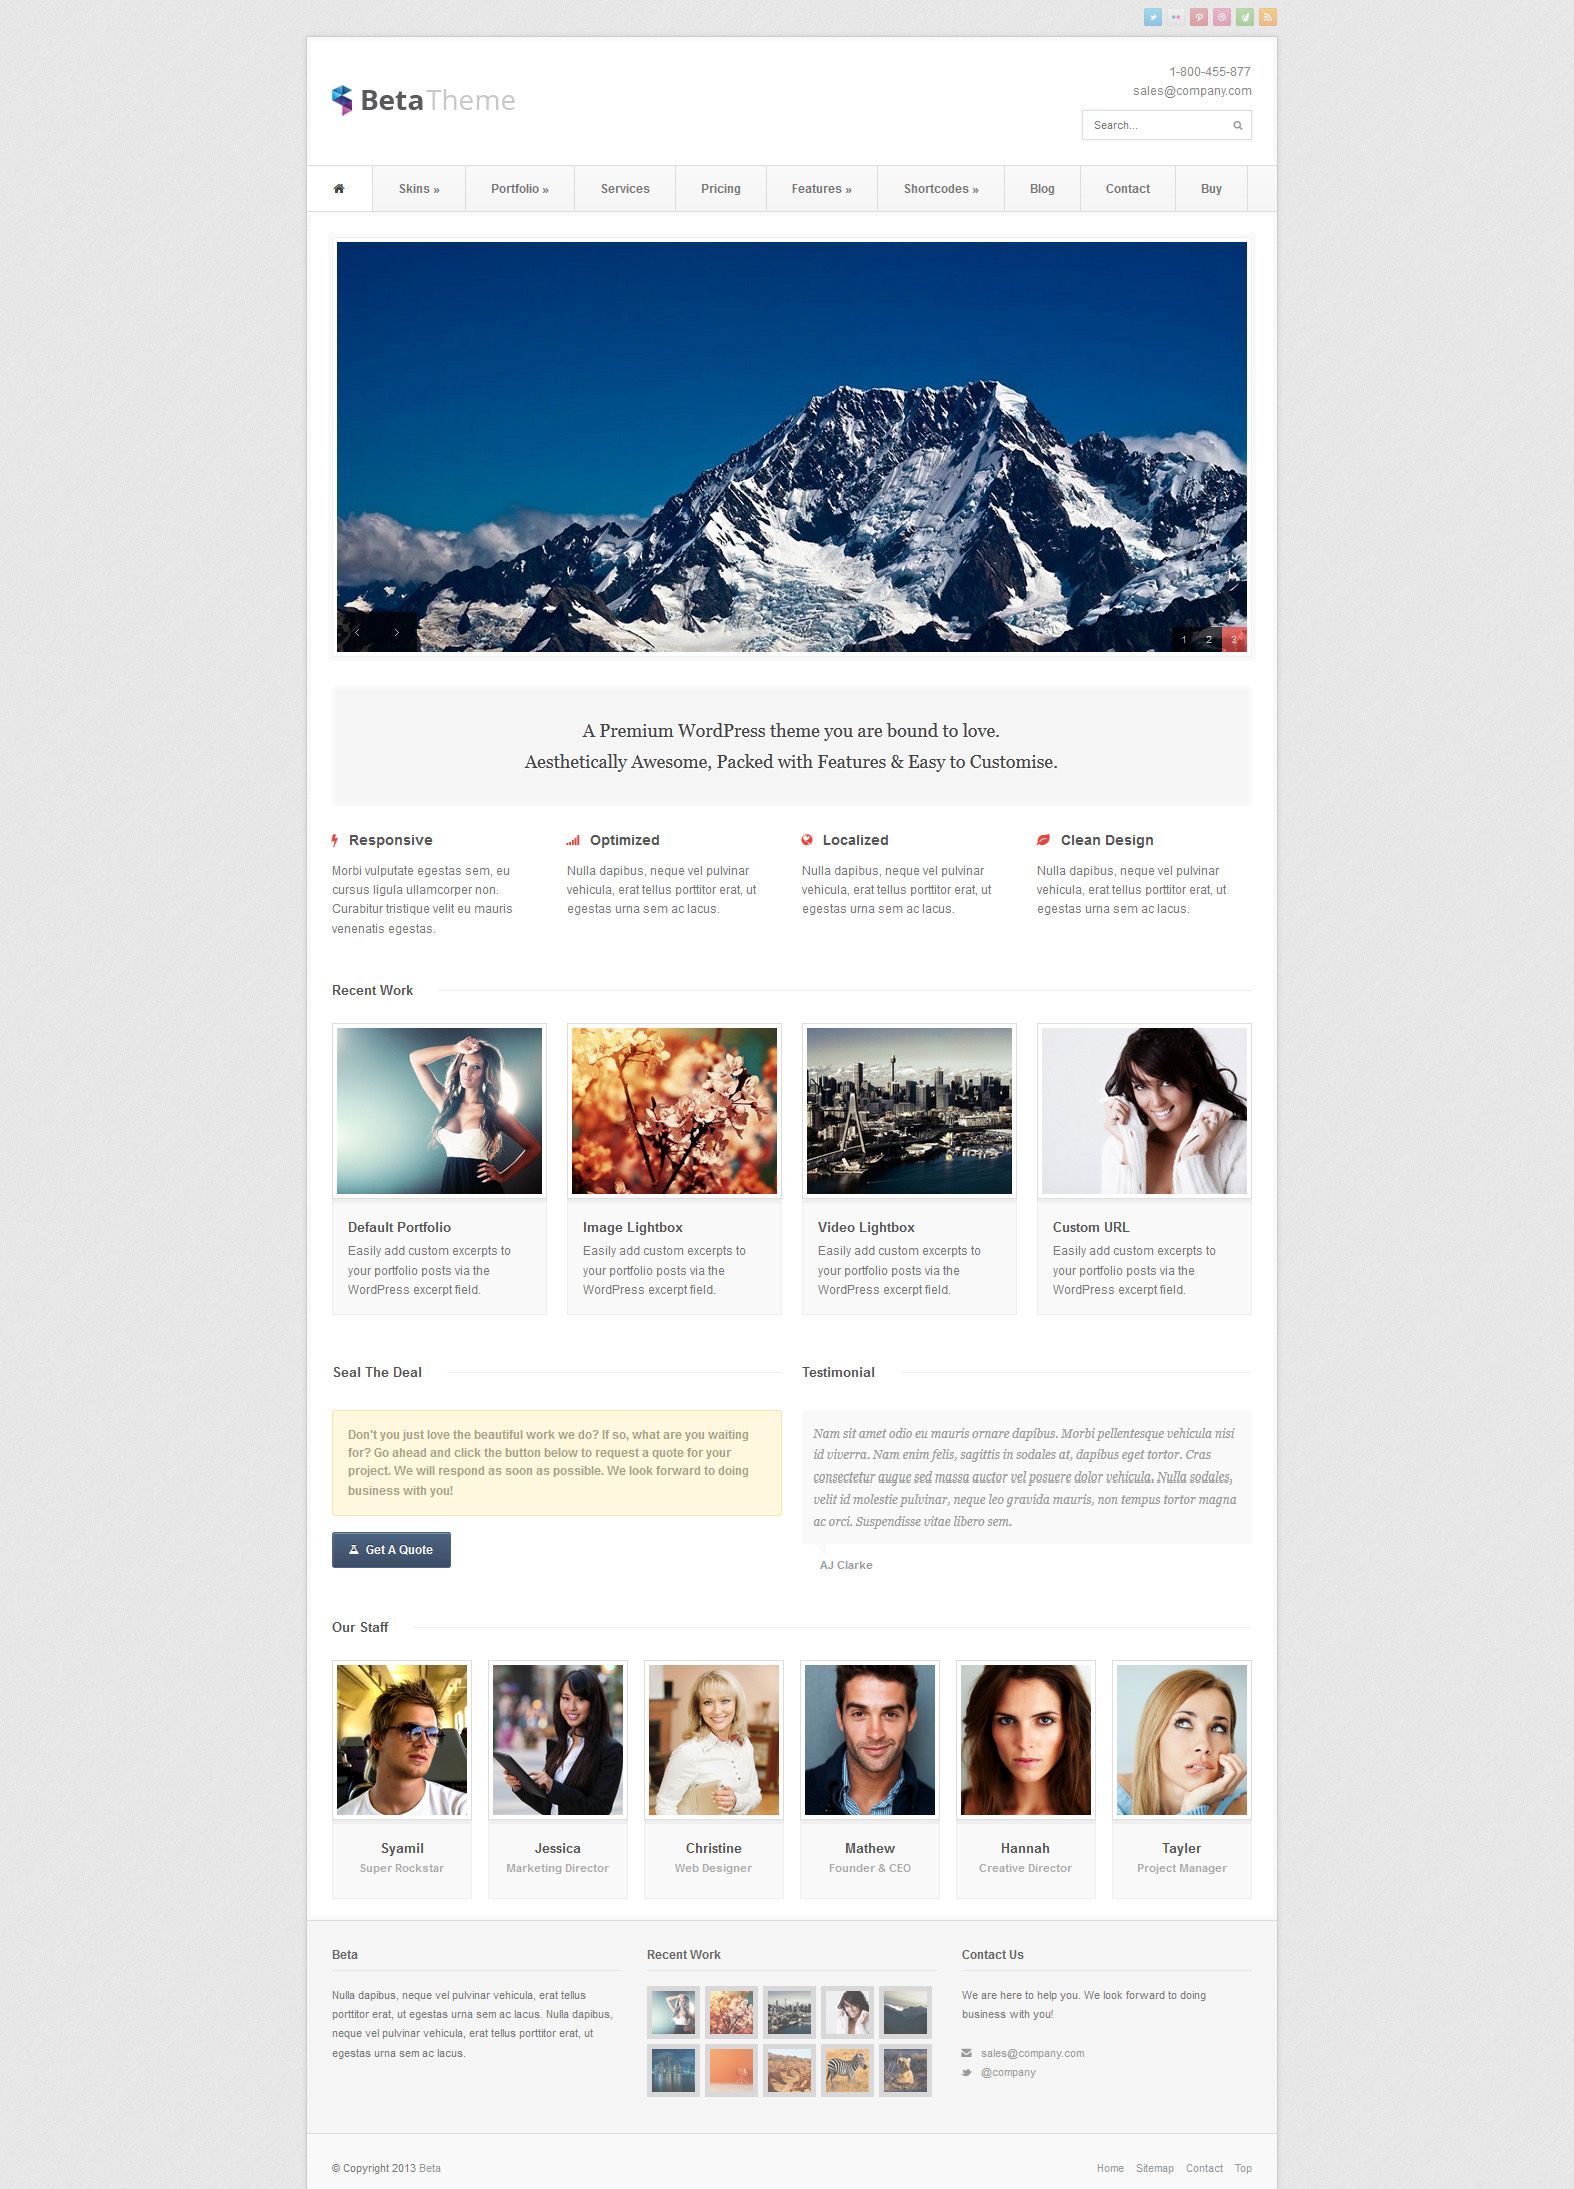 1-800-455-877
sales@company.com
BetaTheme
Search...
Skins » Portfolio » Services Pricing Features » Shortcodes » Blog Contact Buy
1 2 3
A Premium WordPress theme you are bound to love.
Aesthetically Awesome, Packed with Features & Easy to Customise.
Responsive
Morbi vulputate egestas sem, eu
cursus ligula ullamcorper non.
Curabitur tristique velit eu mauris
venenatis egestas.
Optimized
Nulla dapibus, neque vel pulvinar
vehicula, erat tellus porttitor erat, ut
egestas urna sem ac lacus.
Localized
Nulla dapibus, neque vel pulvinar
vehicula, erat tellus porttitor erat, ut
egestas urna sem ac lacus.
Clean Design
Nulla dapibus, neque vel pulvinar
vehicula, erat tellus porttitor erat, ut
egestas urna sem ac lacus.
Recent Work
Default Portfolio
Easily add custom excerpts to
your portfolio posts via the
WordPress excerpt field.
Image Lightbox
Easily add custom excerpts to
your portfolio posts via the
WordPress excerpt field.
Video Lightbox
Easily add custom excerpts to
your portfolio posts via the
WordPress excerpt field.
Custom URL
Easily add custom excerpts to
your portfolio posts via the
WordPress excerpt field.
Seal The Deal
Don't you just love the beautiful work we do? If so, what are you waiting
for? Go ahead and click the button below to request a quote for your
project. We will respond as soon as possible. We look forward to doing
business with you!
Get A Quote
Testimonial
Nam sit amet odio eu mauris ornare dapibus. Morbi pellentesque vehicula nisi
id viverra. Nam enim felis, sagittis in sodales at, dapibus eget tortor. Cras
consectetur augue sed massa auctor vel posuere dolor vehicula. Nulla sodales,
velit id molestie pulvinar, neque leo gravida mauris, non tempus tortor magna
ac orci. Suspendisse vitae libero sem.
AJ Clarke
Our Staff
Syamil
Super Rockstar
Jessica
Marketing Director
Christine
Web Designer
Mathew
Founder & CEO
Hannah
Creative Director
Tayler
Project Manager
Beta
Nulla dapibus, neque vel pulvinar vehicula, erat tellus
porttitor erat, ut egestas urna sem ac lacus. Nulla dapibus,
neque vel pulvinar vehicula, erat tellus porttitor erat, ut
egestas urna sem ac lacus.
Recent Work
Contact Us
We are here to help you. We look forward to doing
business with you!
sales@company.com
@company
© Copyright 2013 Beta
Home Sitemap Contact Top